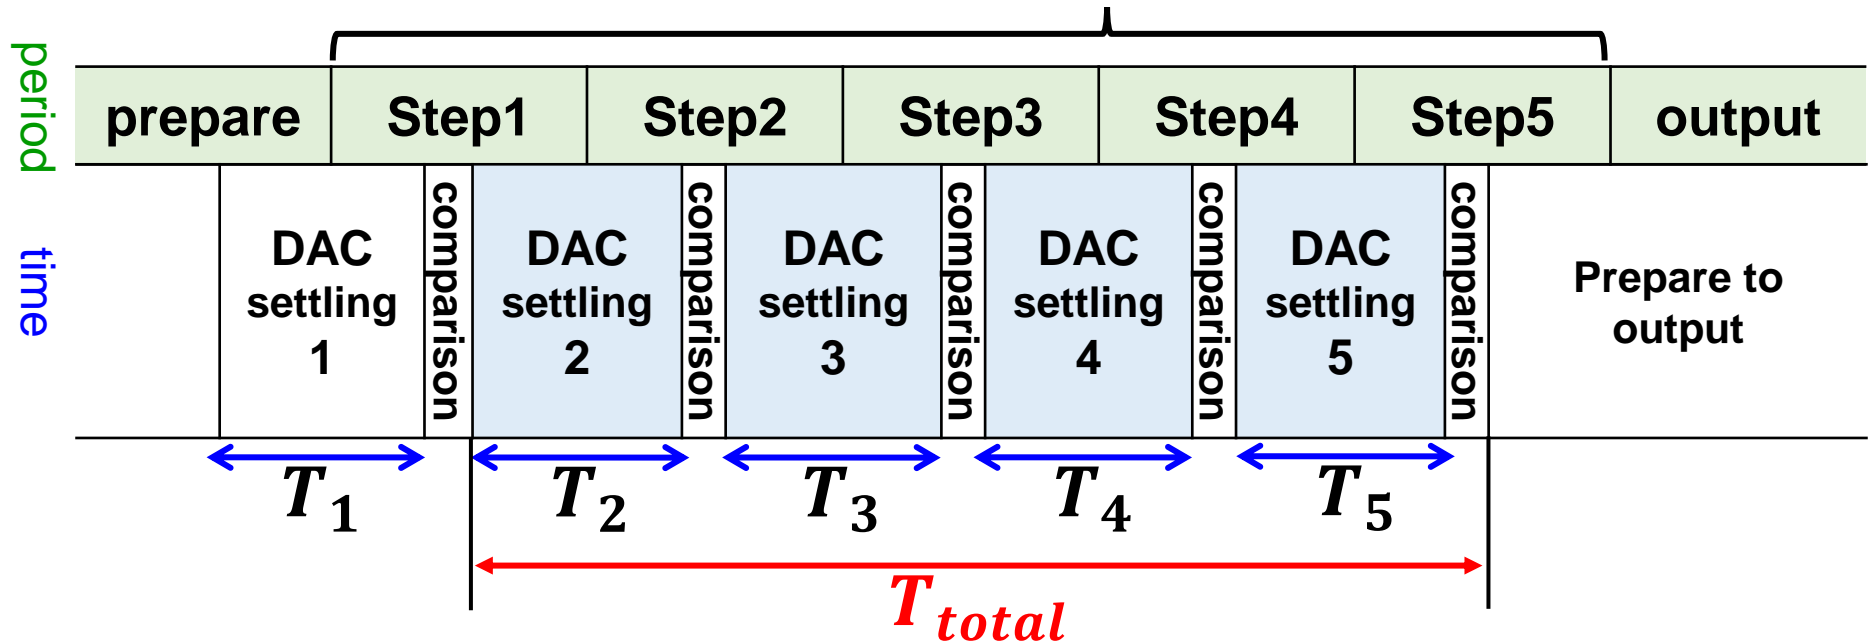 period
prepare
Step1
Step2
Step3
Step4
Step5
output
time
DAC
settling
1
comparison
DAC
settling
2
comparison
DAC
settling
3
comparison
DAC
settling
4
comparison
DAC
settling
5
comparison
Prepare to
output
T1
T2
T3
T4
T5
Ttotal